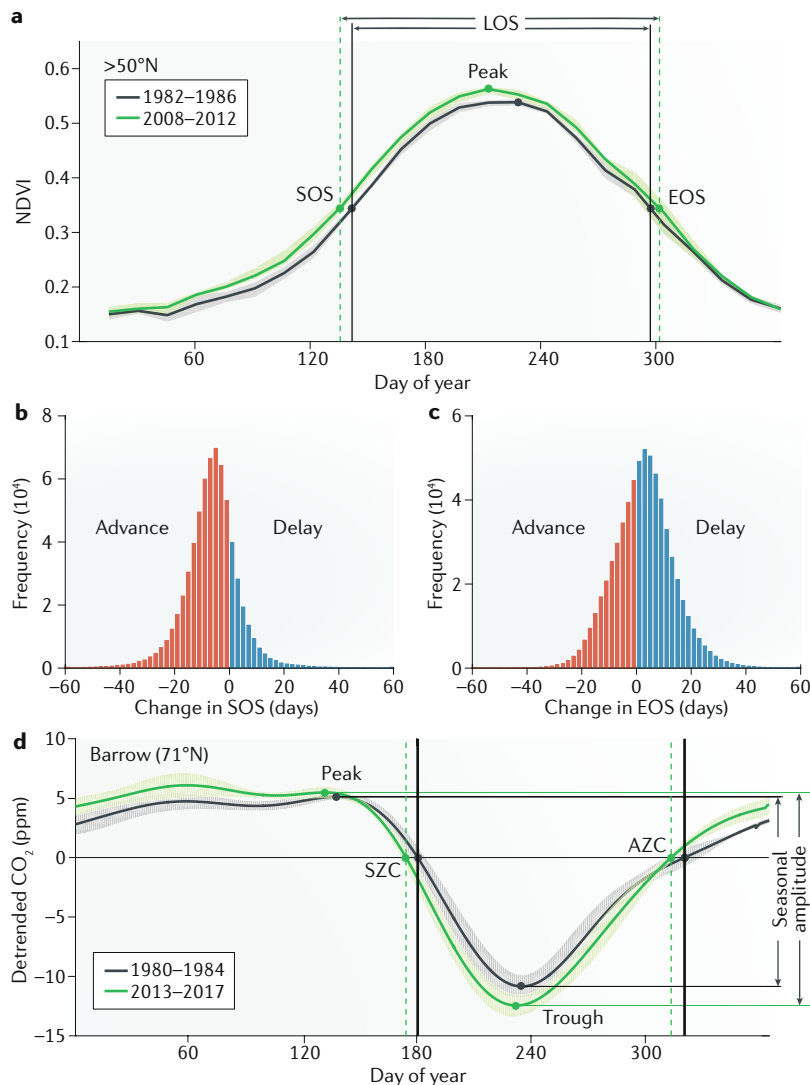 a
LOS
>50°N
1982–1986
2008–2012
Peak
SOS
EOS
NDVI
0.6
0.5
0.4
0.3
0.2
0.1
60
120
180
240
300
Day of year
b
8
6
4
2
0
Frequency (10⁴)
Advance
Delay
–60
–40
–20
0
20
40
60
Change in SOS (days)
c
6
4
2
0
Frequency (10⁴)
Advance
Delay
–60
–40
–20
0
20
40
60
Change in EOS (days)
d
Barrow (71°N)
Peak
SZC
AZC
Trough
Seasonal
amplitude
10
5
0
–5
–10
–15
Detrended CO₂ (ppm)
1980–1984
2013–2017
60
120
180
300
Day of year